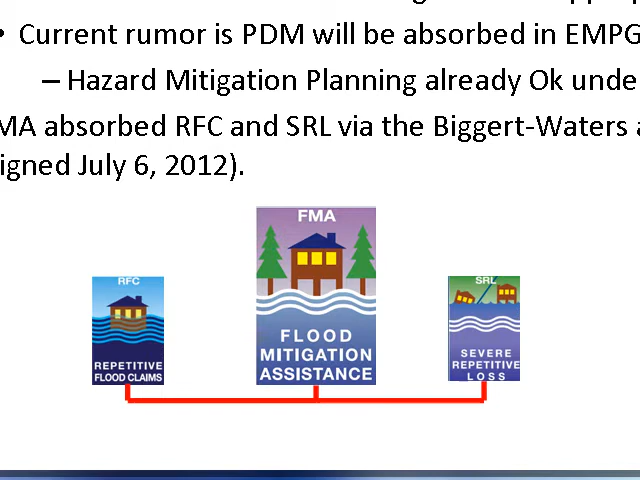 • Current rumor is PDM will be absorbed in EMPG
– Hazard Mitigation Planning already Ok unde
MA absorbed RFC and SRL via the Biggert-Waters a
igned July 6, 2012).
FMA
RFC
SRL
FLOOD
MITIGATION
ASSISTANCE
REPETITIVE
FLOOD CLAIMS
SEVERE
REPETITIVE
LOSS